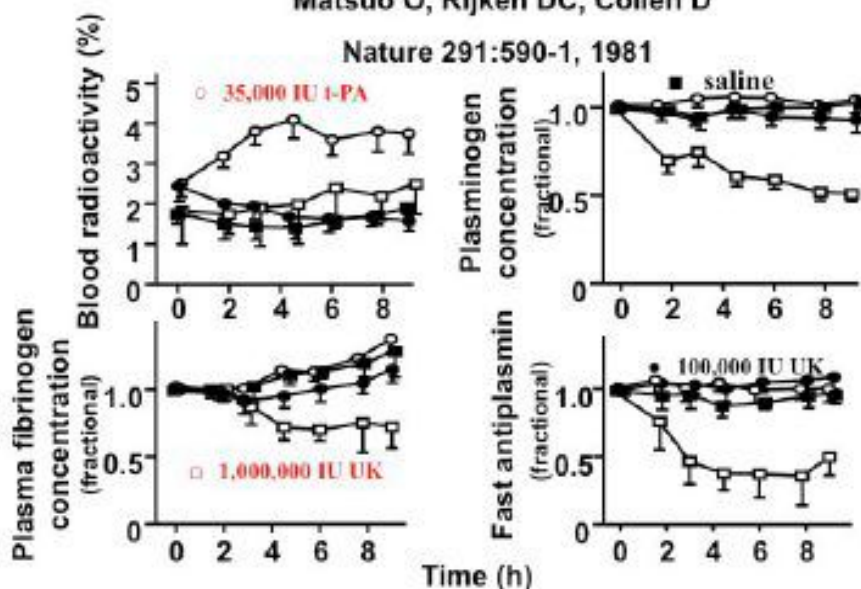 Matsuo O, Rijken DC, Collen D
Nature 291:590-1, 1981
Blood radioactivity (%)
5
4
3
2
1
0
35,000 IU t-PA
0 2 4 6 8
Plasminogen
concentration
(fractional)
1.0
0.5
0
saline
0 2 4 6 8
Plasma fibrinogen
concentration
(fractional)
1.0
0.5
0
1,000,000 IU UK
0 2 4 6 8
Fast antiplasmin
(fractional)
1.0
0.5
0
100,000 IU UK
0 2 4 6 8
Time (h)